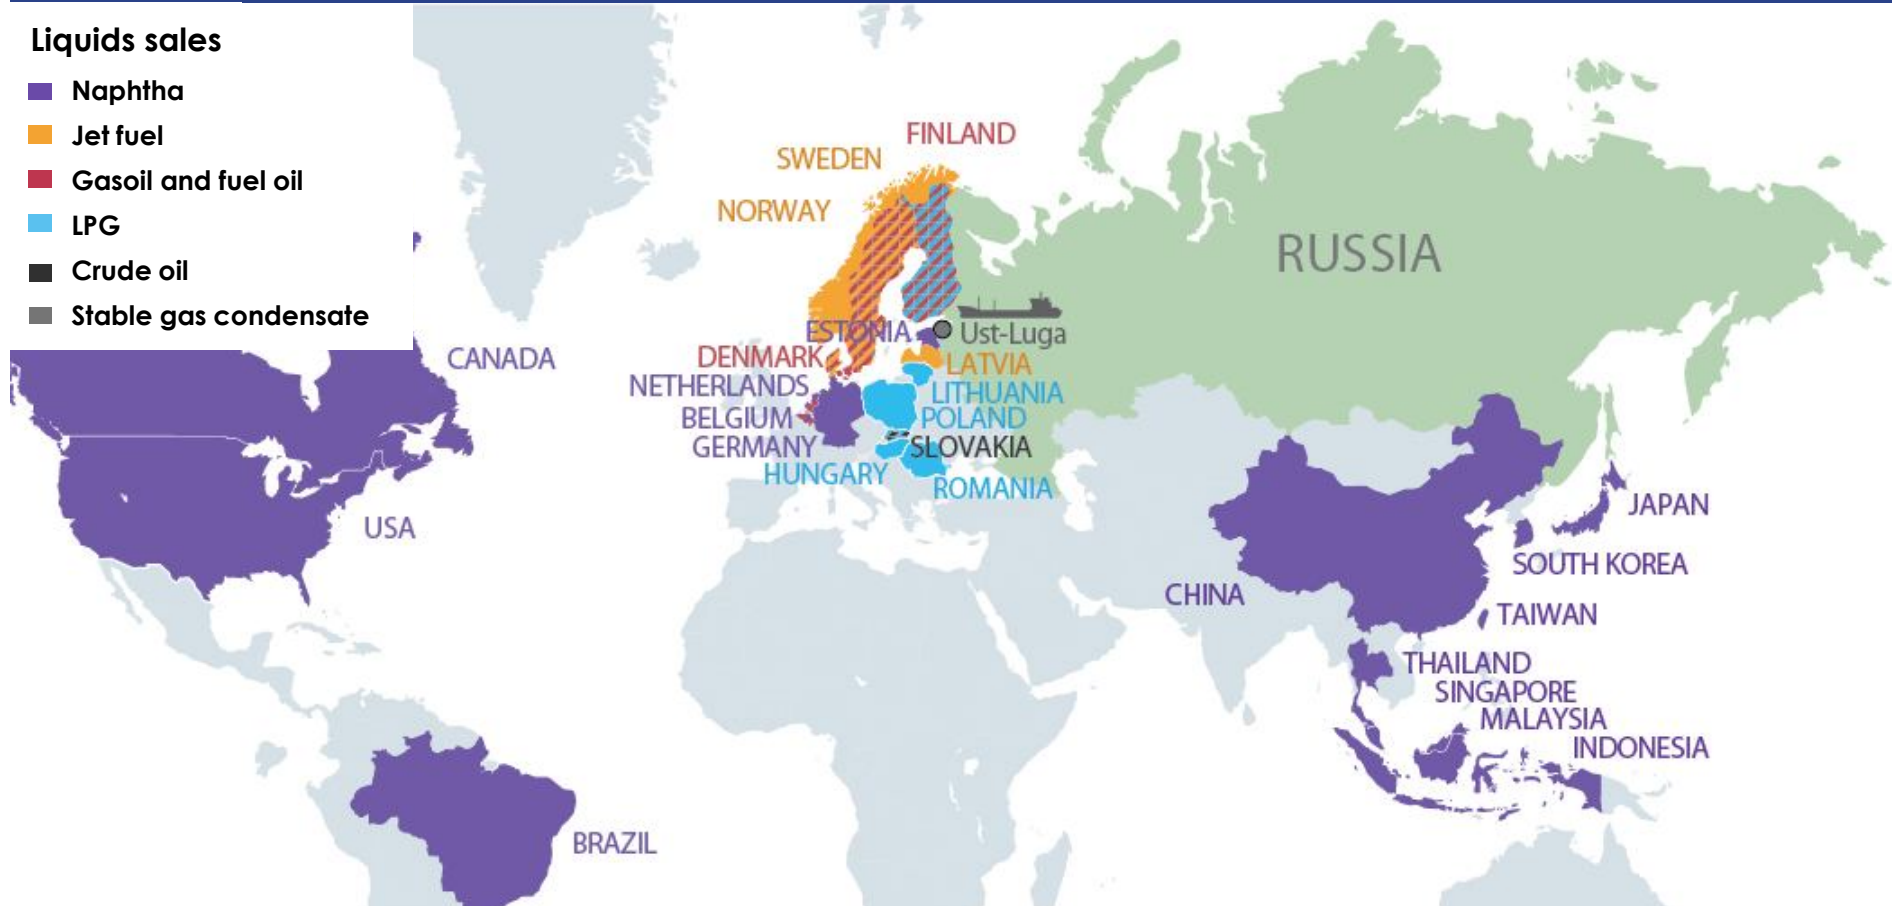 Liquids sales
Naphtha
Jet fuel
Gasoil and fuel oil
LPG
Crude oil
Stable gas condensate
FINLAND
SWEDEN
NORWAY
RUSSIA
ESTONIA
Ust-Luga
CANADA
DENMARK
LATVIA
NETHERLANDS
LITHUANIA
BELGIUM
POLAND
GERMANY
SLOVAKIA
HUNGARY
ROMANIA
USA
JAPAN
SOUTH KOREA
CHINA
TAIWAN
THAILAND
SINGAPORE
MALAYSIA
INDONESIA
BRAZIL